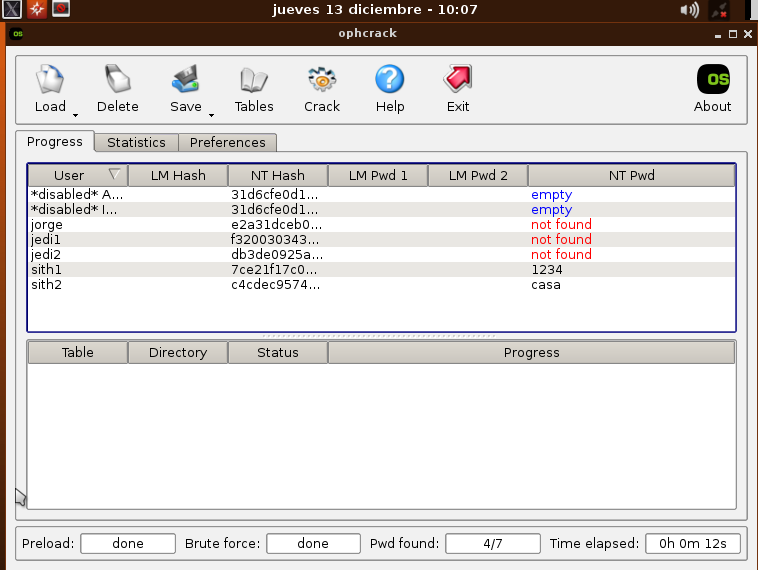 jueves 13 diciembre - 10:07
OS ophcrack
OS
Load Delete Save Tables Crack Help Exit About
Progress Statistics Preferences
User LM Hash NT Hash LM Pwd 1 LM Pwd 2 NT Pwd
*disabled* A... 31d6cfe0d1... empty
*disabled* I... 31d6cfe0d1... empty
jorge e2a31dceb0... not found
jedi1 f320030343... not found
jedi2 db3de0925a... not found
sith1 7ce21f17c0... 1234
sith2 c4cdec9574... casa
Table Directory Status Progress
Preload: done Brute force: done Pwd found: 4/7 Time elapsed: 0h 0m 12s